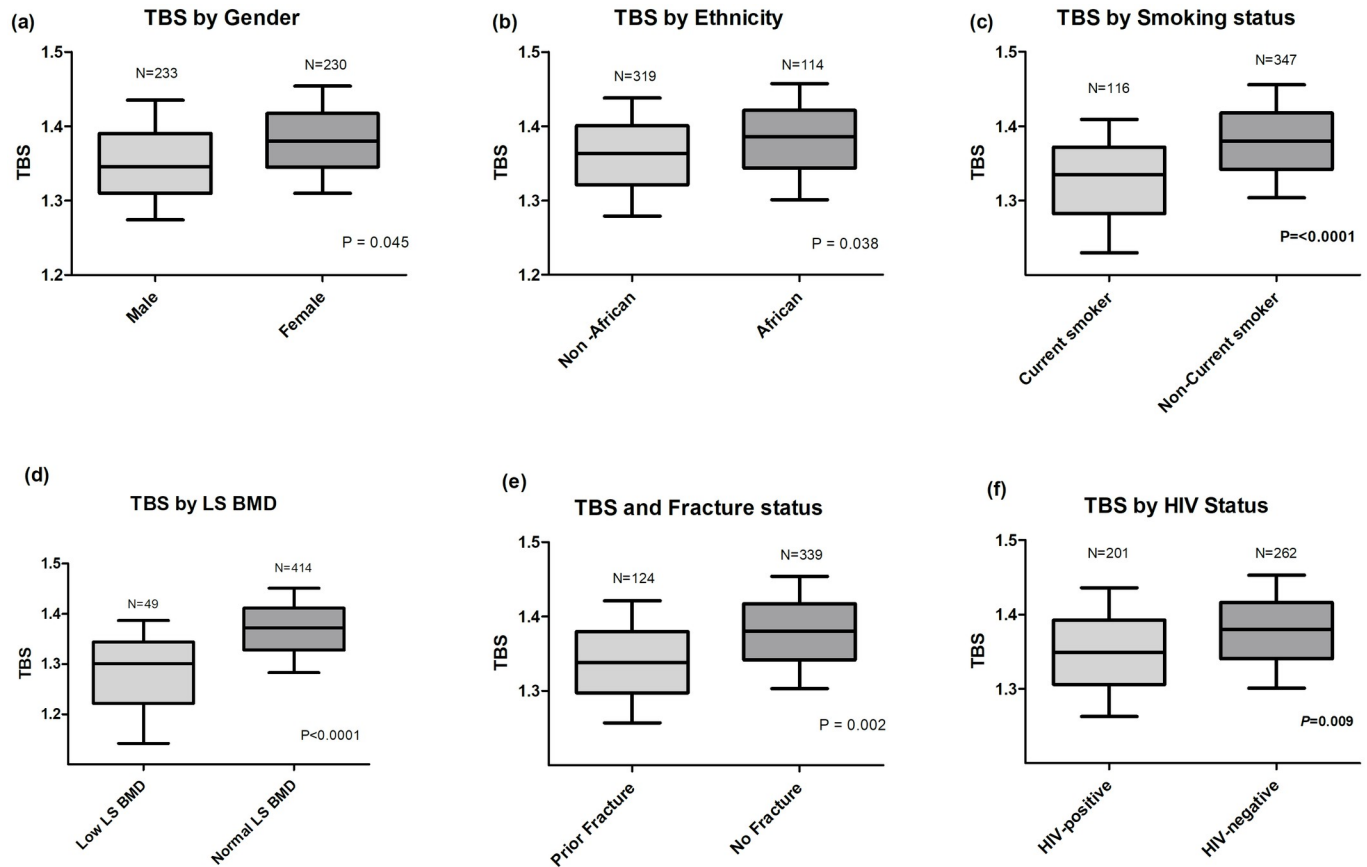 (a)
TBS by Gender
1.5
1.4
1.3
1.2
TBS
N=233
N=230
P = 0.045
Male
Female
(b)
TBS by Ethnicity
1.5
1.4
1.3
1.2
TBS
N=319
N=114
P = 0.038
Non -African
African
(c)
TBS by Smoking status
1.5
1.4
1.3
TBS
N=116
N=347
P=<0.0001
Current smoker
Non-Current smoker
(d)
TBS by LS BMD
1.5
1.4
1.3
1.2
TBS
N=49
N=414
P<0.0001
Low LS BMD
Normal LS BMD
(e)
TBS and Fracture status
1.5
1.4
1.3
TBS
N=124
N=339
P = 0.002
Prior Fracture
No Fracture
(f)
TBS by HIV Status
1.5
1.4
1.3
TBS
N=201
N=262
P=0.009
HIV-positive
HIV-negative